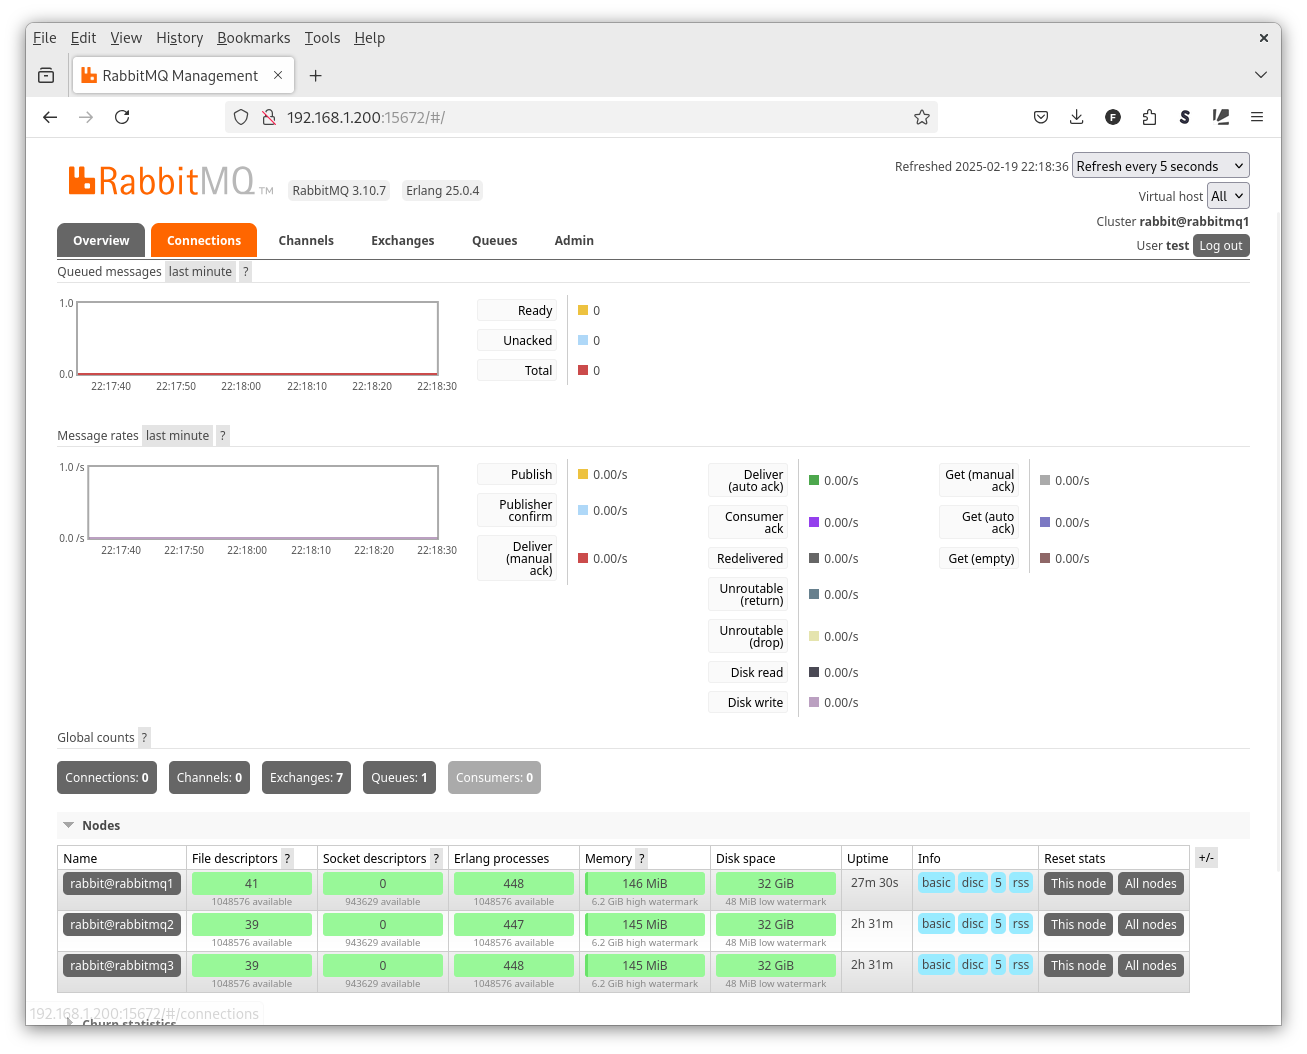 File Edit View History Bookmarks Tools Help
RabbitMQ Management
192.168.1.200:15672/#/
RabbitMQ TM RabbitMQ 3.10.7 Erlang 25.0.4
Refreshed 2025-02-19 22:18:36 Refresh every 5 seconds
Virtual host All
Cluster rabbit@rabbitmq1
User test Log out
Overview Connections Channels Exchanges Queues Admin
Queued messages last minute ?
1.0
0.0
22:17:40 22:17:50 22:18:00 22:18:10 22:18:20 22:18:30
Ready 0
Unacked 0
Total 0
Message rates last minute ?
1.0 /s
0.0 /s
22:17:40 22:17:50 22:18:00 22:18:10 22:18:20 22:18:30
Publish 0.00/s
Publisher
confirm 0.00/s
Deliver
(manual
ack) 0.00/s
Deliver
(auto ack) 0.00/s
Consumer
ack 0.00/s
Redelivered 0.00/s
Unroutable
(return) 0.00/s
Unroutable
(drop) 0.00/s
Disk read 0.00/s
Disk write 0.00/s
Get (manual
ack) 0.00/s
Get (auto
ack) 0.00/s
Get (empty) 0.00/s
Global counts ?
Connections: 0 Channels: 0 Exchanges: 7 Queues: 1 Consumers: 0
Nodes
Name File descriptors ? Socket descriptors ? Erlang processes Memory ? Disk space Uptime Info Reset stats +/-
rabbit@rabbitmq1 41 0 448 146 MiB 32 GiB 27m 30s basic disc 5 rss This node All nodes
1048576 available 943629 available 1048576 available 6.2 GiB high watermark 48 MiB low watermark
rabbit@rabbitmq2 39 0 447 145 MiB 32 GiB 2h 31m basic disc 5 rss This node All nodes
1048576 available 943629 available 1048576 available 6.2 GiB high watermark 48 MiB low watermark
rabbit@rabbitmq3 39 0 448 145 MiB 32 GiB 2h 31m basic disc 5 rss This node All nodes
1048576 available 943629 available 1048576 available 6.2 GiB high watermark 48 MiB low watermark
192.168.1.200:15672/#/connections
Churn statistics